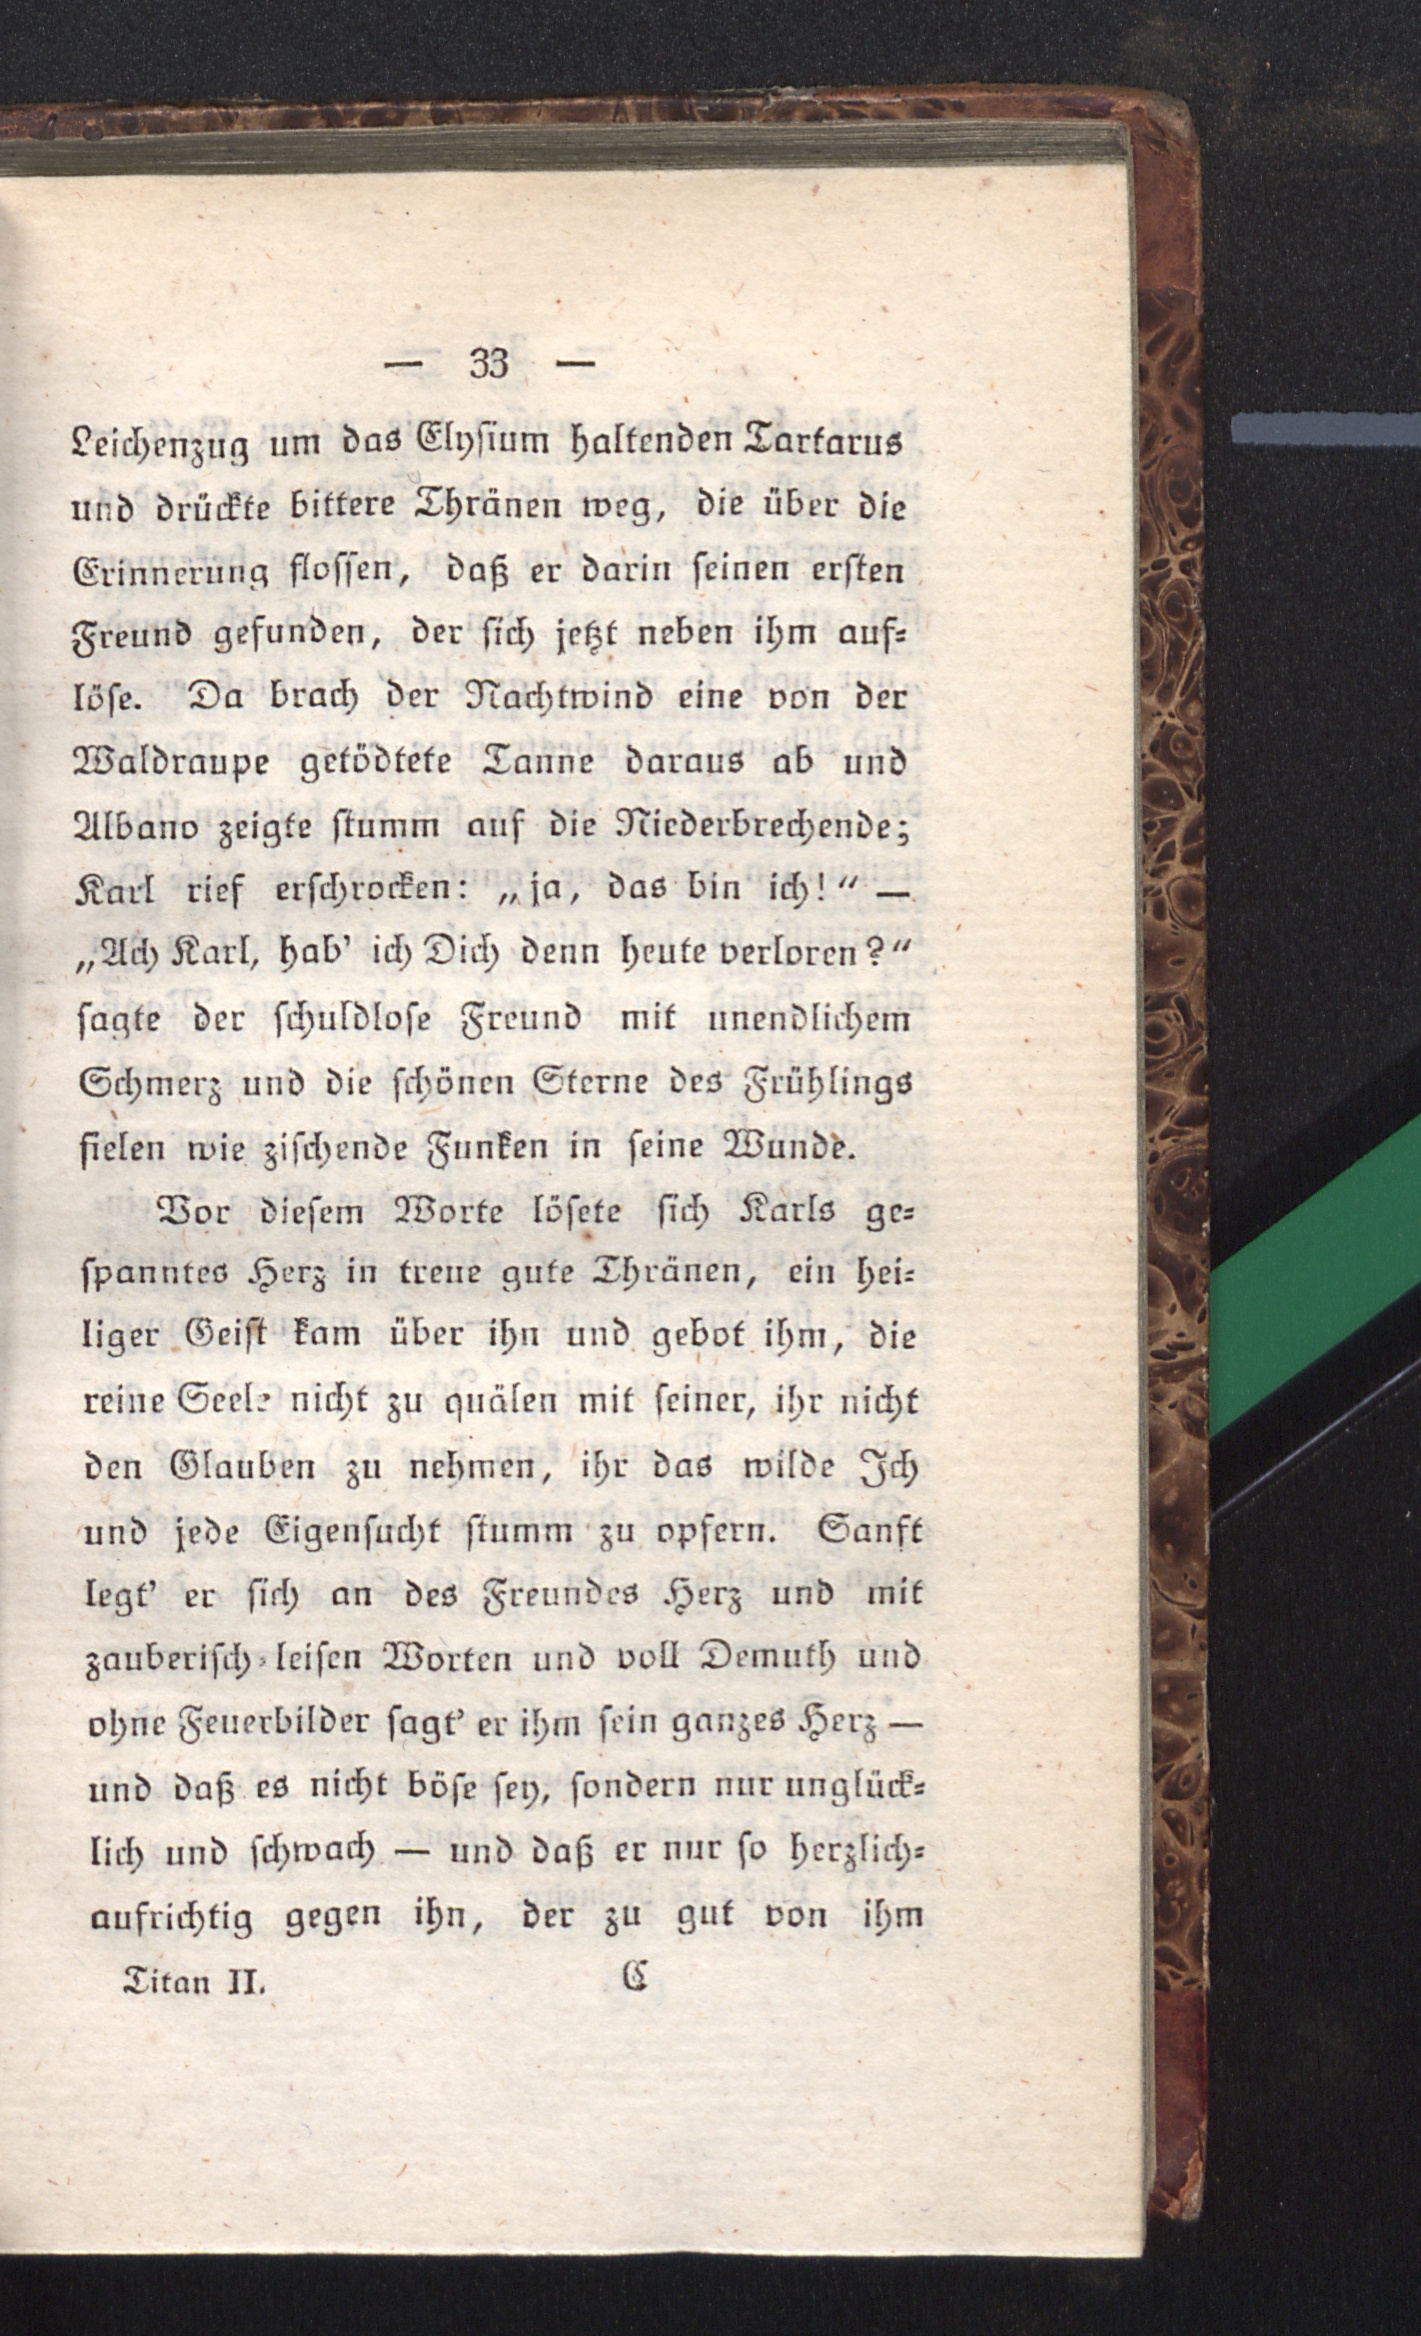 — 33 —
Leichenzug um das Elyſium haltenden Tartarus
und drückte bittere Thränen weg, die über die
Erinnerung floſſen, daß er darin ſeinen erſten
Freund gefunden, der ſich jetzt neben ihm auf⸗
löſe. Da brach der Nachtwind eine von der
Waldraupe getödtete Tanne daraus ab und
Albano zeigte ſtumm auf die Niederbrechende;
Karl rief erſchrocken: „ja, das bin ich!“ —
„Ach Karl, hab' ich Dich denn heute verloren?“
ſagte der ſchuldloſe Freund mit unendlichem
Schmerz und die ſchönen Sterne des Frühlings
fielen wie ziſchende Funken in ſeine Wunde.
Vor dieſem Worte löſete ſich Karls ge⸗
ſpanntes Herz in treue gute Thränen, ein hei⸗
liger Geiſt kam über ihn und gebot ihm, die
reine Seele nicht zu quälen mit ſeiner, ihr nicht
den Glauben zu nehmen, ihr das wilde Ich
und jede Eigenſucht ſtumm zu opfern. Sanft
legt' er ſich an des Freundes Herz und mit
zauberiſch⸗leiſen Worten und voll Demuth und
ohne Feuerbilder ſagt' er ihm ſein ganzes Herz —
und daß es nicht böſe ſey, ſondern nur unglück⸗
lich und ſchwach — und daß er nur ſo herzlich⸗
aufrichtig gegen ihn, der zu gut von ihm
Titan II. C